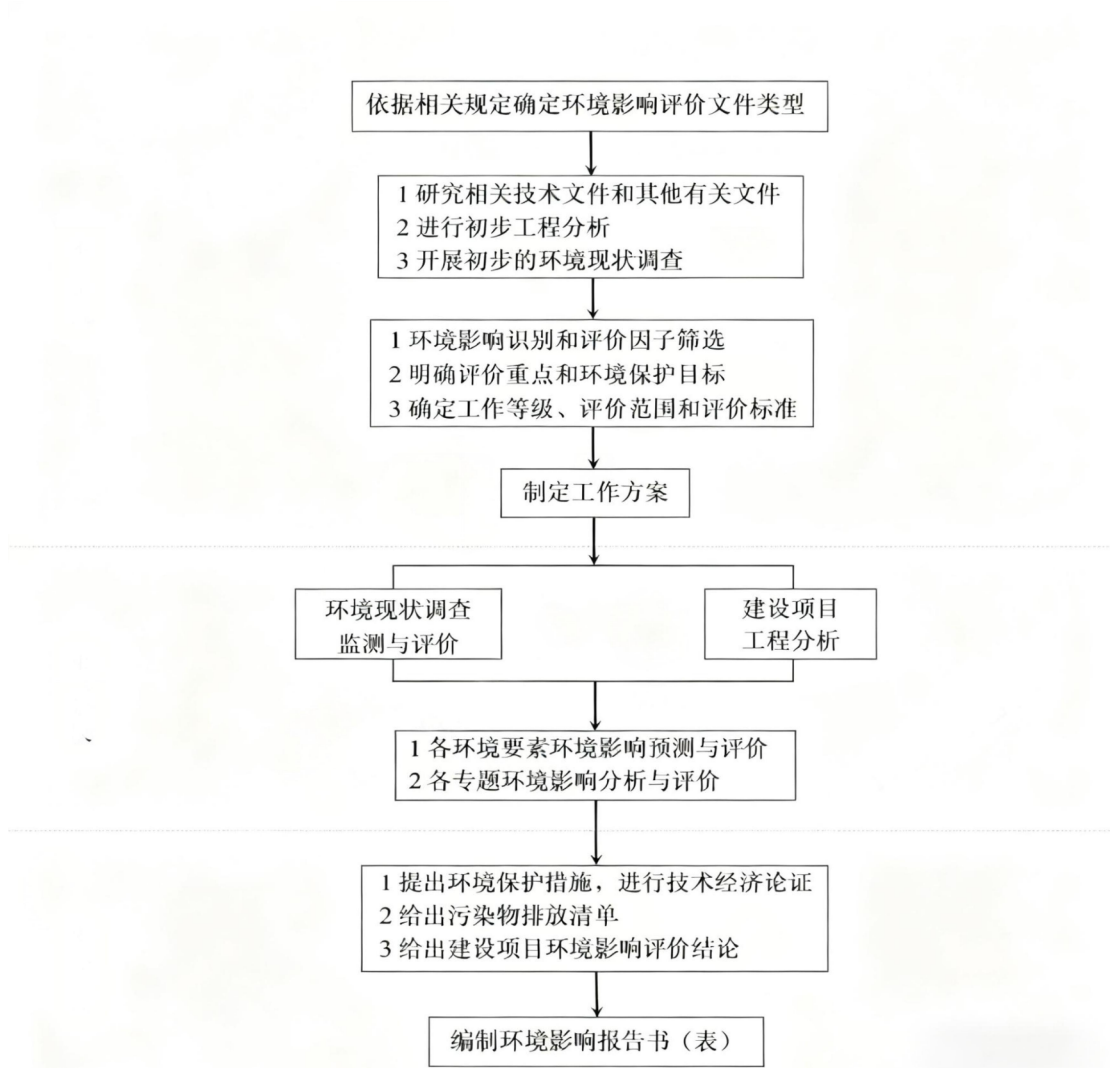 依据相关规定确定环境影响评价文件类型
1 研究相关技术文件和其他有关文件
2 进行初步工程分析
3 开展初步的环境现状调查
1 环境影响识别和评价因子筛选
2 明确评价重点和环境保护目标
3 确定工作等级、评价范围和评价标准
制定工作方案
环境现状调查
监测与评价
建设项目
工程分析
1 各环境要素环境影响预测与评价
2 各专题环境影响分析与评价
1 提出环境保护措施，进行技术经济论证
2 给出污染物排放清单
3 给出建设项目环境影响评价结论
编制环境影响报告书（表）